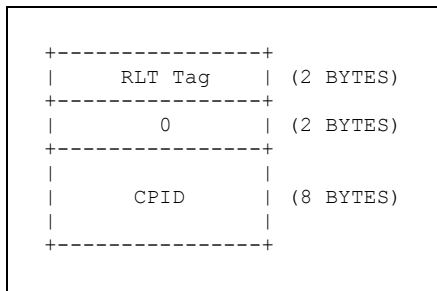 +----------------+
|     RLT Tag    | (2 BYTES)
+----------------+
|        0       | (2 BYTES)
+----------------+
|                |
|      CPID      | (8 BYTES)
|                |
+----------------+